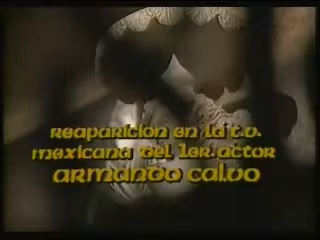 Reaparicion en la t.v.
mexicana del 1er. actor
armando calvo